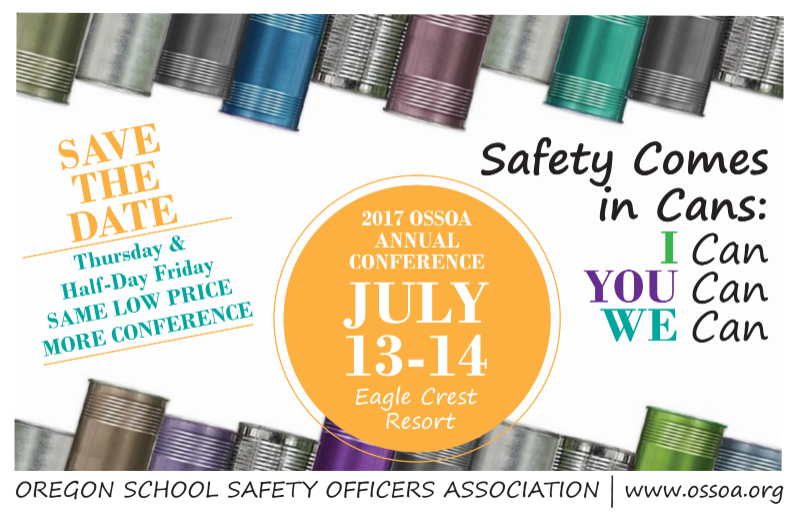 SAVE
THE
DATE
Thursday &
Half-Day Friday
SAME LOW PRICE
MORE CONFERENCE
2017 OSSOA
ANNUAL
CONFERENCE
JULY
13-14
Eagle Crest
Resort
Safety Comes
in Cans:
I Can
YOU Can
WE Can
OREGON SCHOOL SAFETY OFFICERS ASSOCIATION | www.ossoa.org